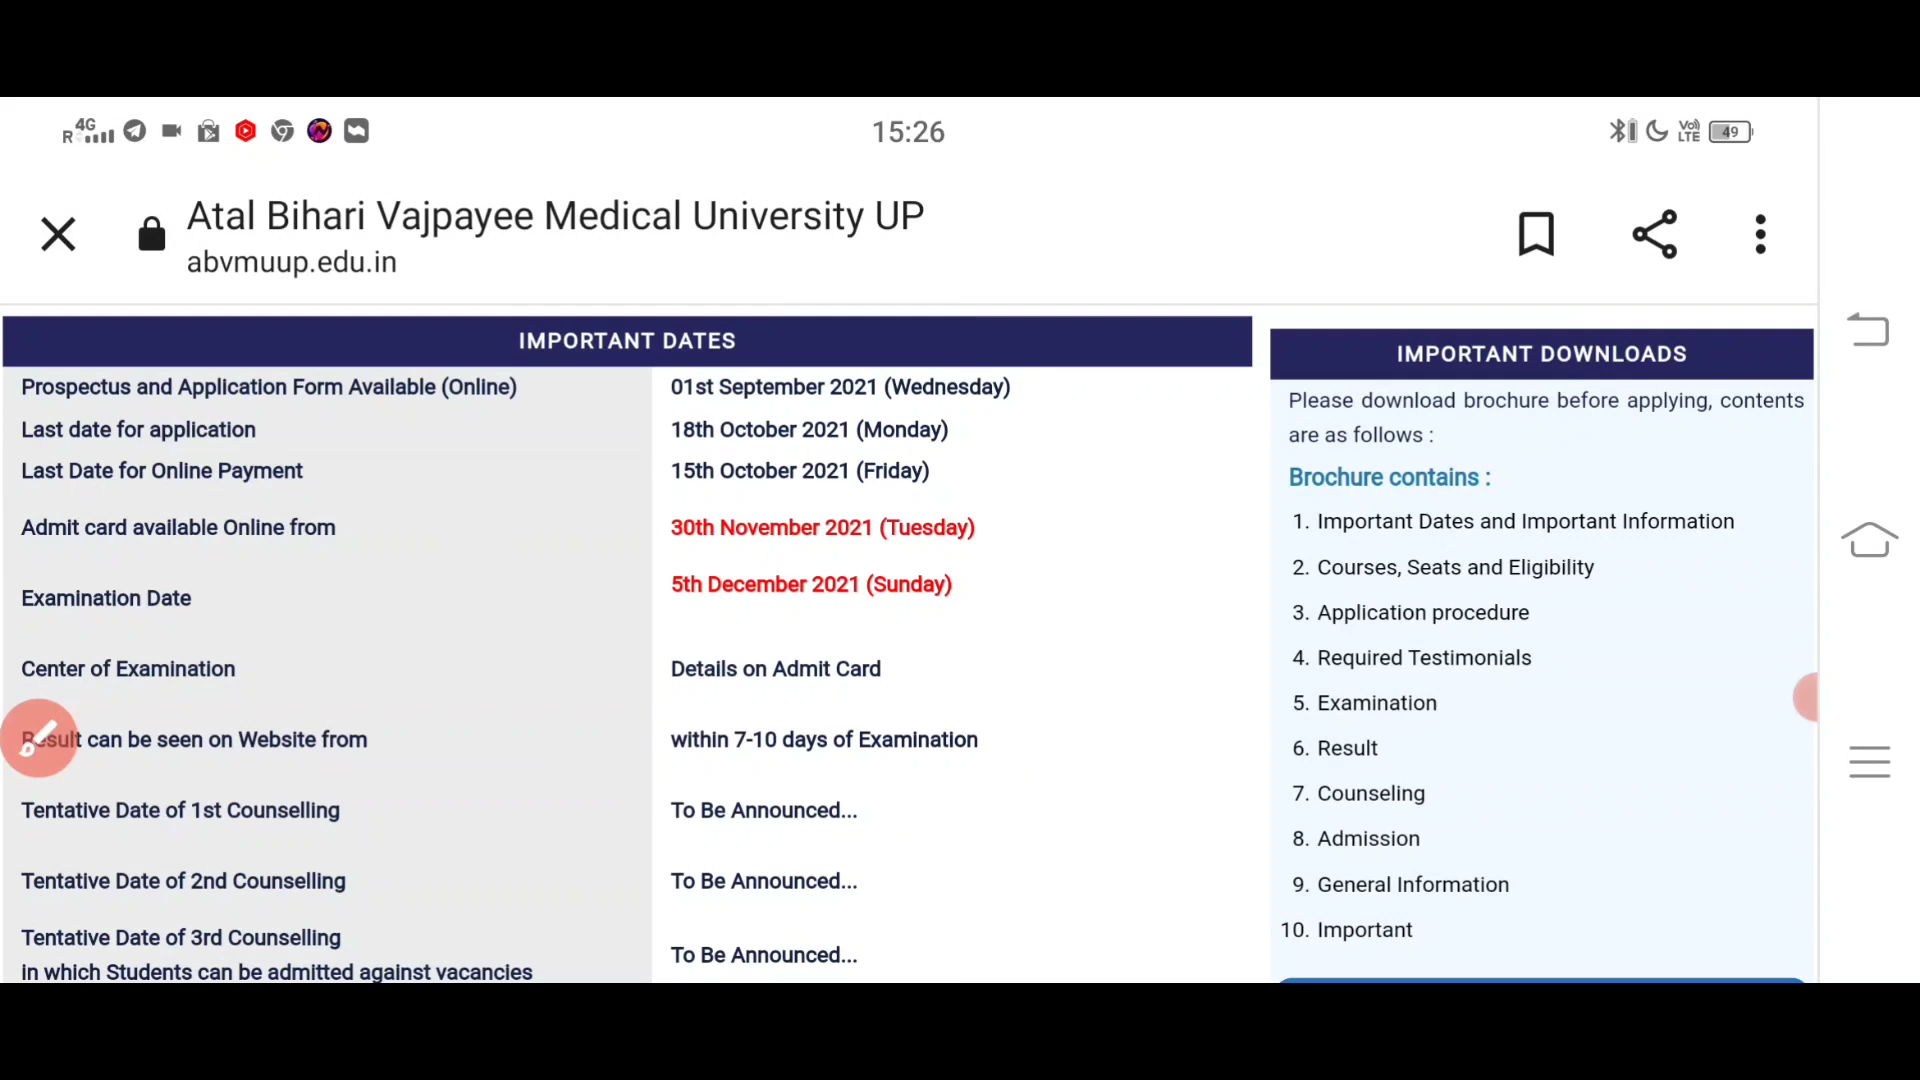 R 4G
15:26
Vo)) LTE 49
Atal Bihari Vajpayee Medical University UP
abvmuup.edu.in
IMPORTANT DATES
Prospectus and Application Form Available (Online) 01st September 2021 (Wednesday)
Last date for application 18th October 2021 (Monday)
Last Date for Online Payment 15th October 2021 (Friday)
Admit card available Online from 30th November 2021 (Tuesday)
Examination Date 5th December 2021 (Sunday)
Center of Examination Details on Admit Card
Result can be seen on Website from within 7-10 days of Examination
Tentative Date of 1st Counselling To Be Announced...
Tentative Date of 2nd Counselling To Be Announced...
Tentative Date of 3rd Counselling
in which Students can be admitted against vacancies To Be Announced...
IMPORTANT DOWNLOADS
Please download brochure before applying, contents
are as follows :
Brochure contains :
1. Important Dates and Important Information
2. Courses, Seats and Eligibility
3. Application procedure
4. Required Testimonials
5. Examination
6. Result
7. Counseling
8. Admission
9. General Information
10. Important